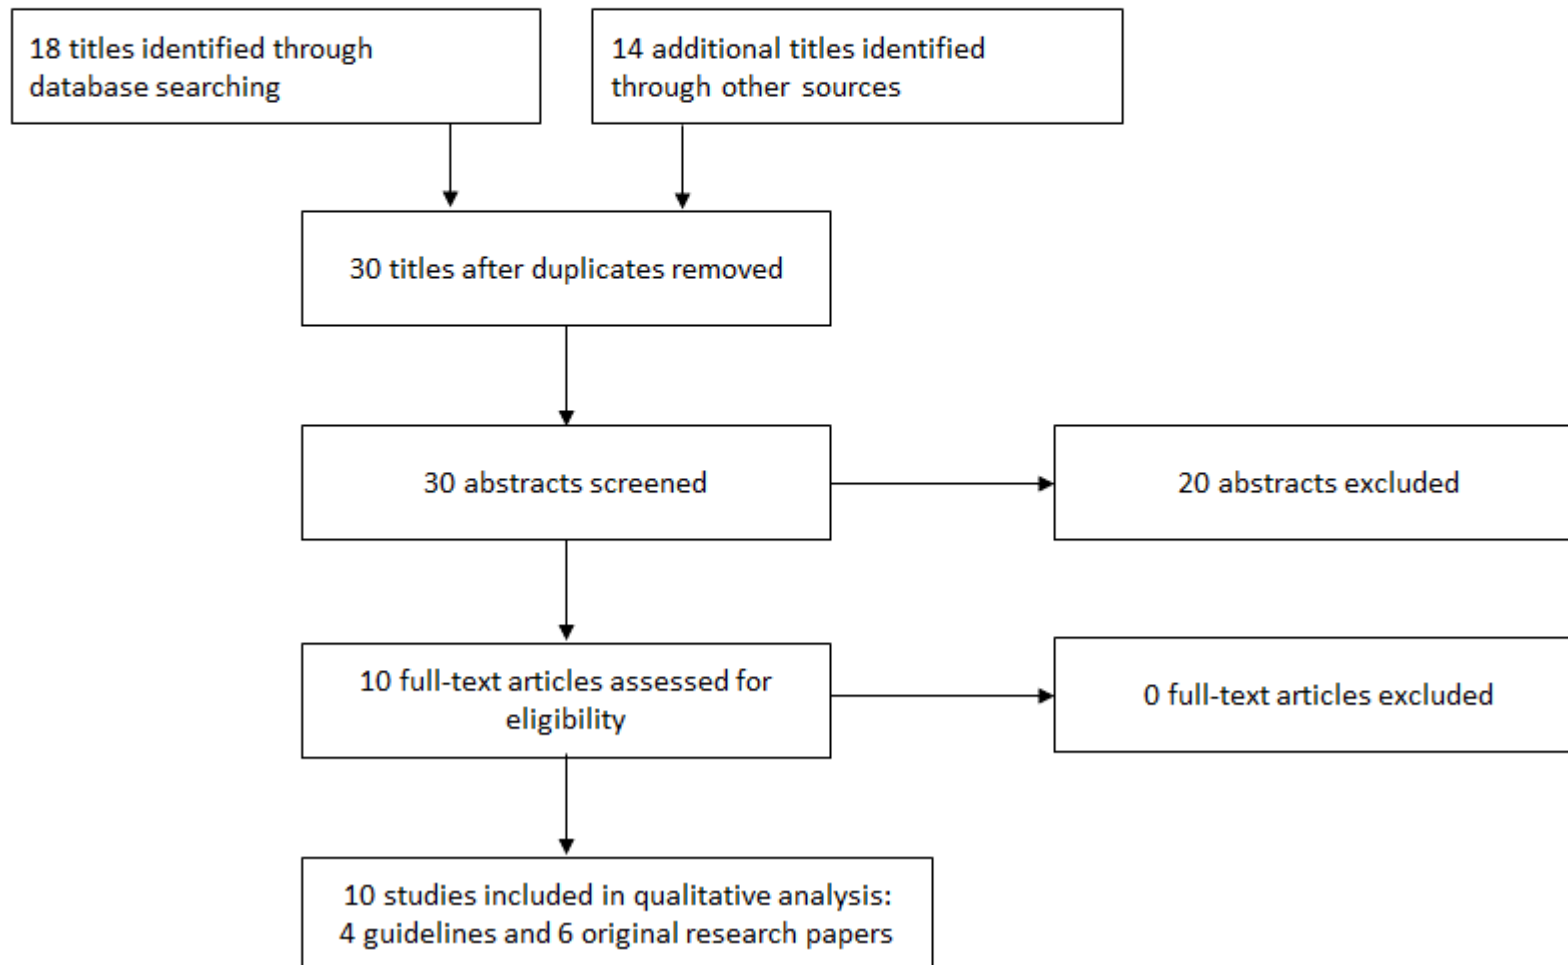 18 titles identified through
database searching
14 additional titles identified
through other sources
30 titles after duplicates removed
30 abstracts screened
20 abstracts excluded
10 full-text articles assessed for
eligibility
0 full-text articles excluded
10 studies included in qualitative analysis:
4 guidelines and 6 original research papers